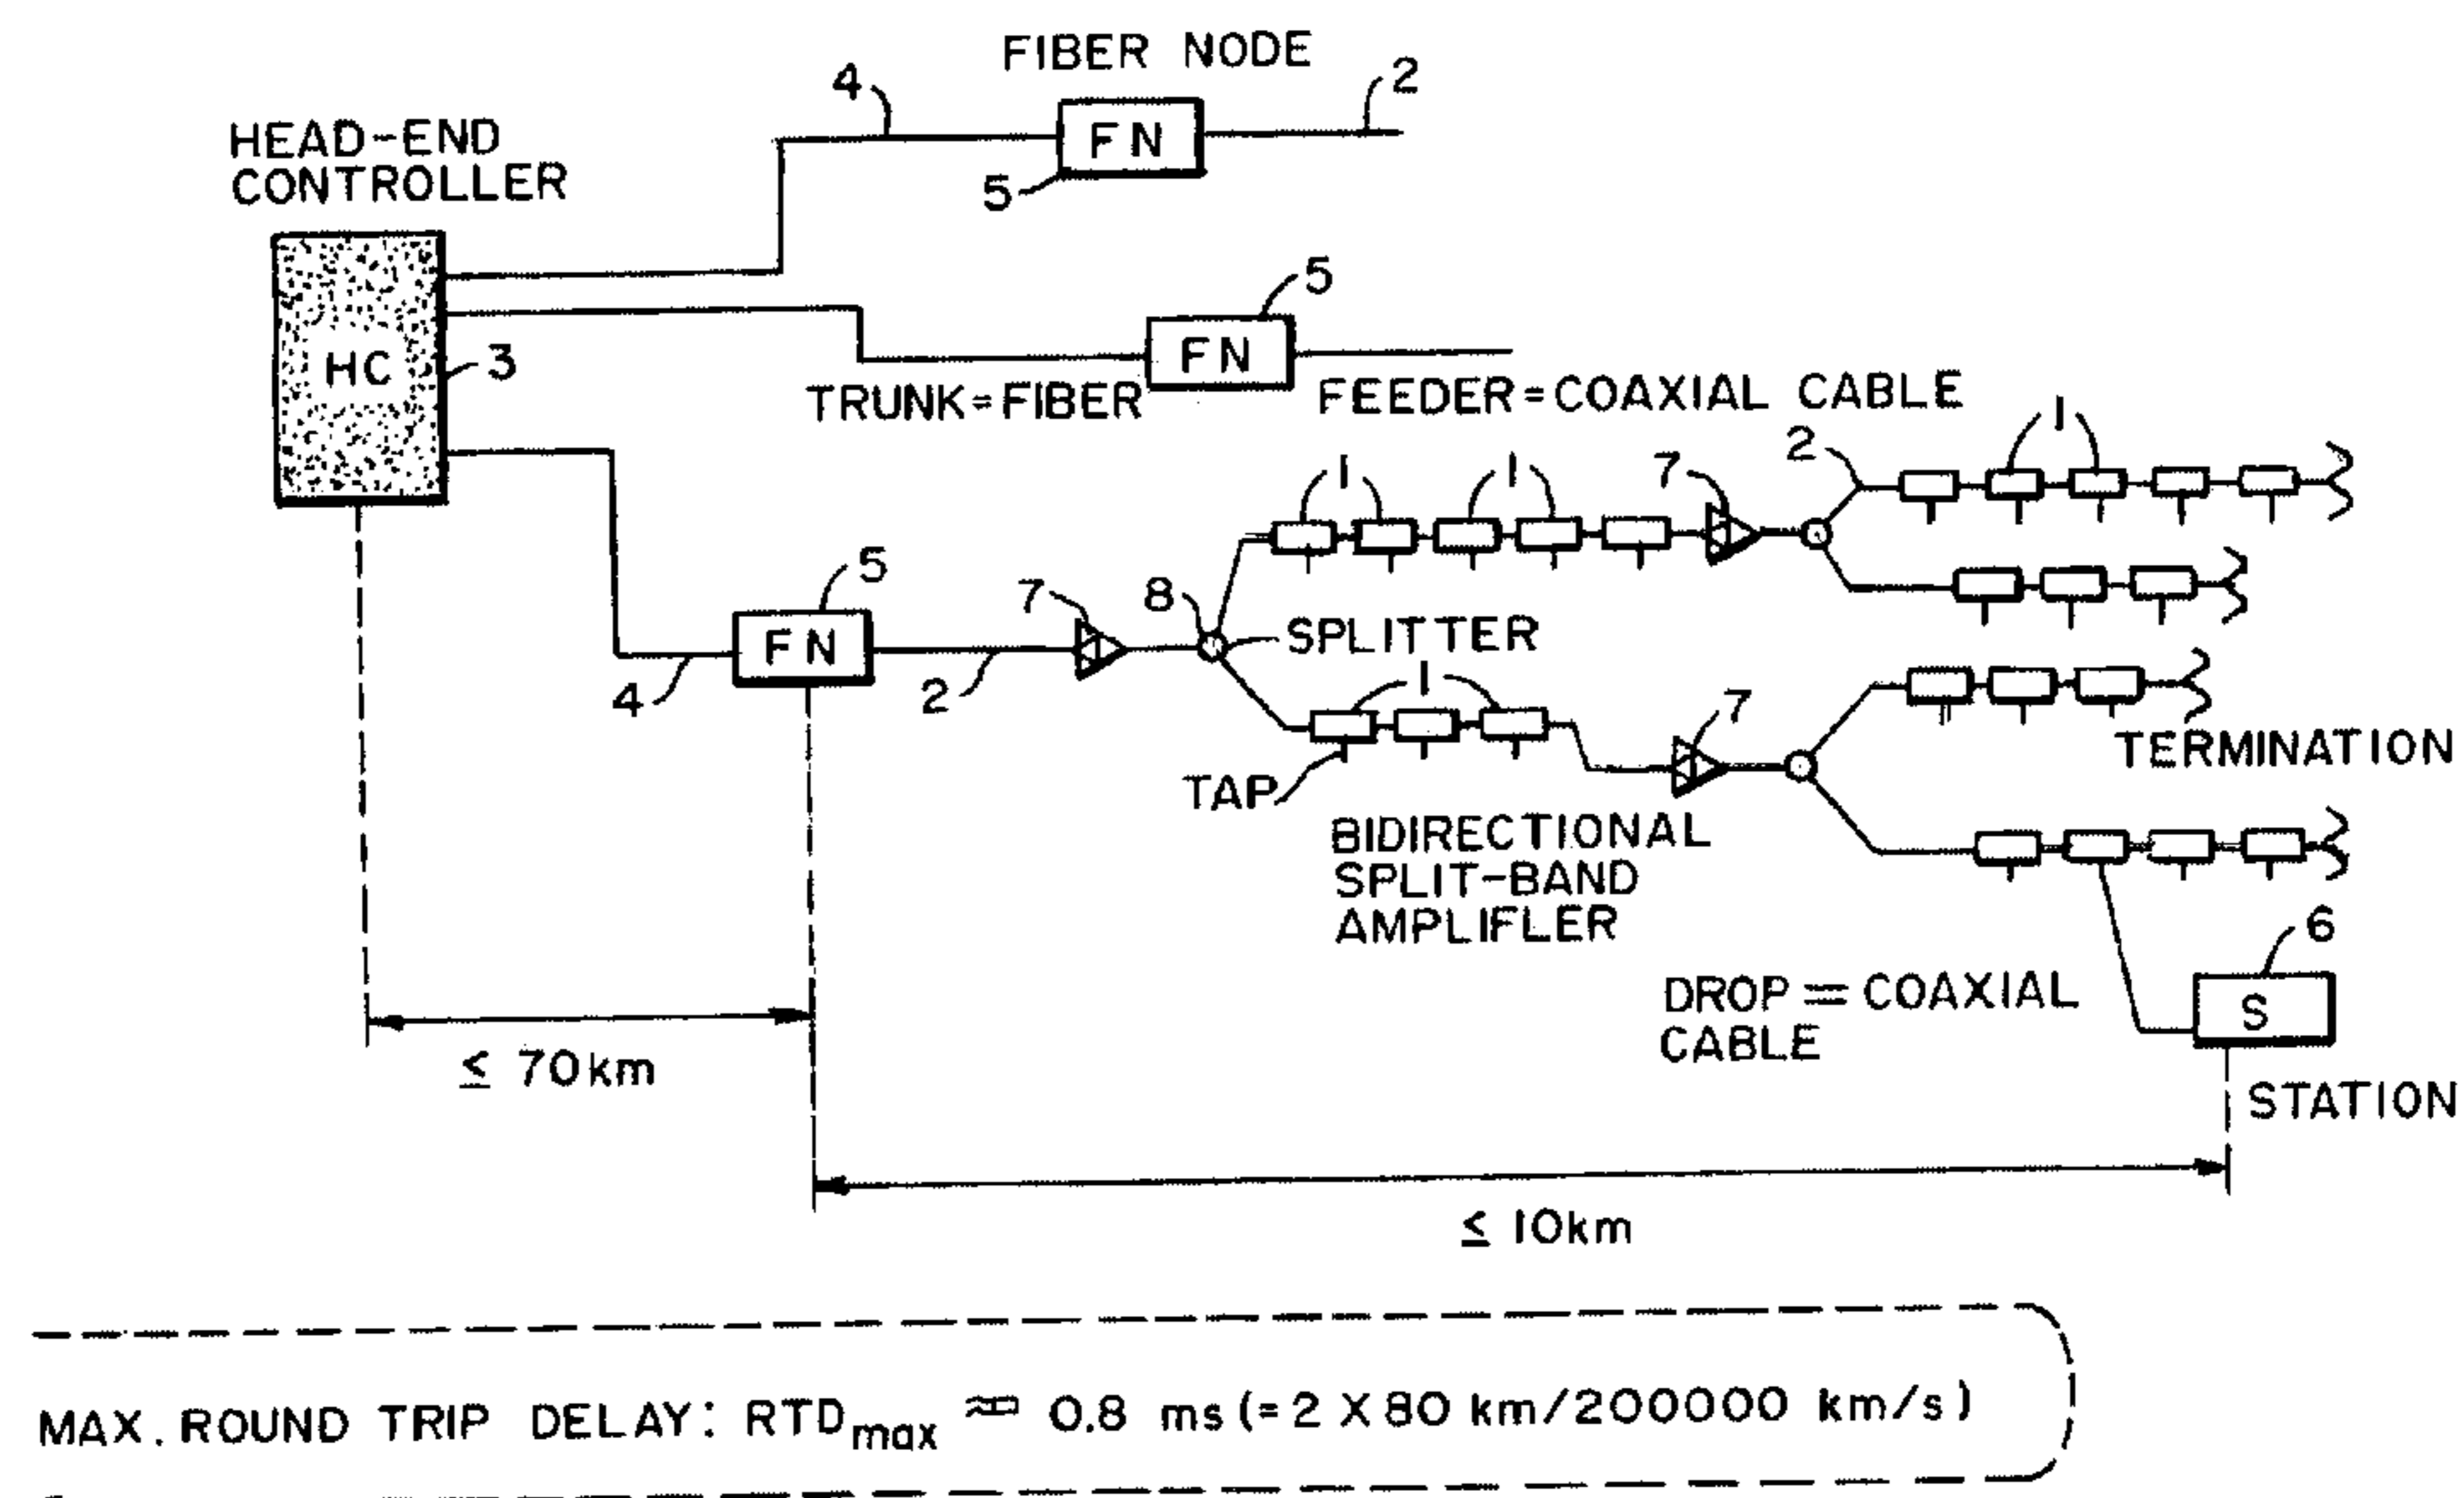 FIBER NODE
4
2
FN
5
HEAD-END
CONTROLLER
5
HC
3
FN
TRUNK=FIBER
FEEDER=COAXIAL CABLE
1
2
1
1
7
5
7
8
SPLITTER
FN
4
2
1
7
TERMINATION
TAP
BIDIRECTIONAL
SPLIT-BAND
AMPLIFLER
6
DROP=COAXIAL
CABLE
S
≤ 70km
STATION
≤ 10km
MAX. ROUND TRIP DELAY: RTDmax ≈ 0.8 ms (= 2 X 80 km/200000 km/s)